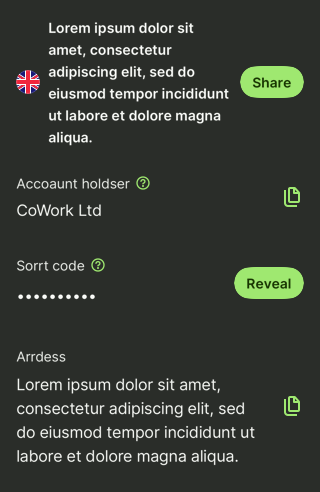 Lorem ipsum dolor sit
amet, consectetur
adipiscing elit, sed do
eiusmod tempor incididunt
ut labore et dolore magna
aliqua.
Share
Accoaunt holdser
CoWork Ltd
Sorrt code
••••••••••
Reveal
Arrdess
Lorem ipsum dolor sit amet,
consectetur adipiscing elit, sed
do eiusmod tempor incididunt ut
labore et dolore magna aliqua.